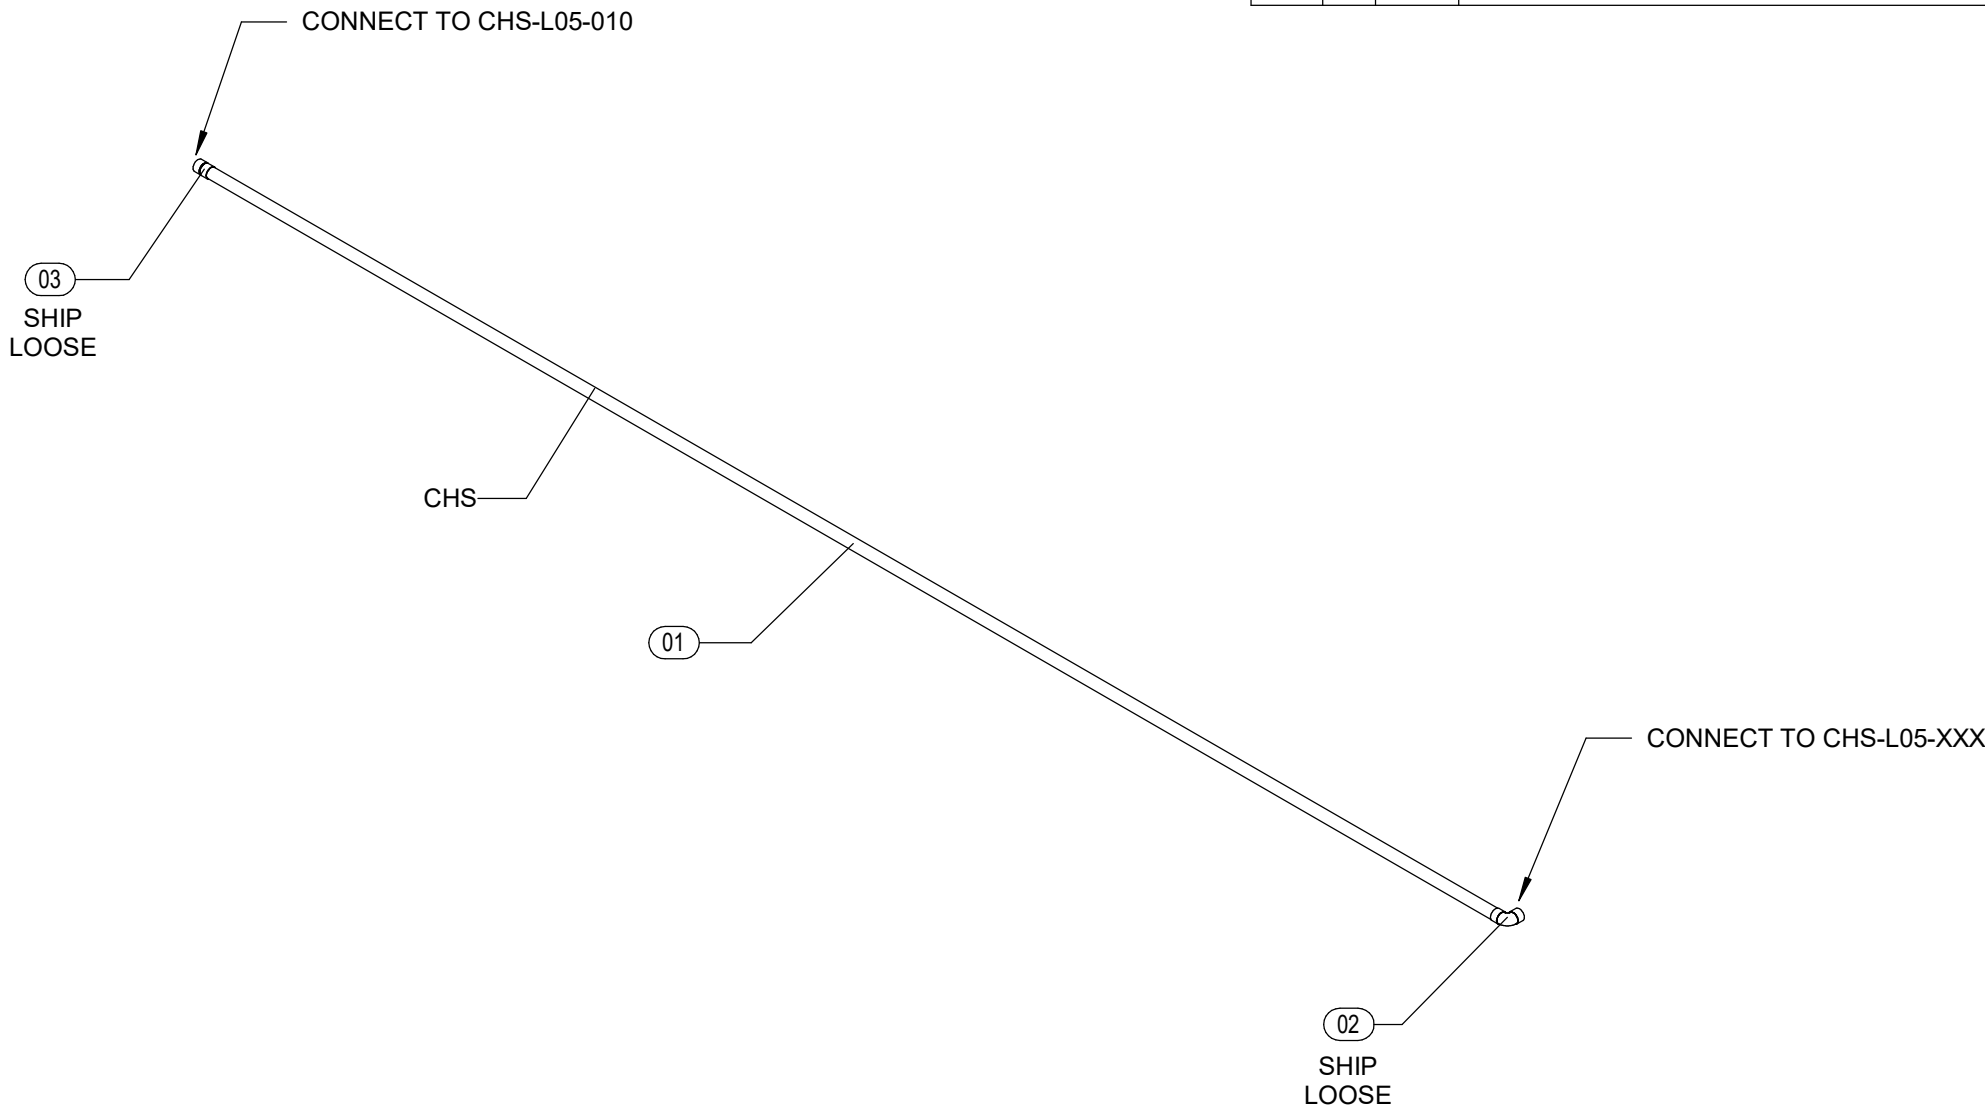 CONNECT TO CHS-L05-010
03
SHIP
LOOSE
CHS
01
CONNECT TO CHS-L05-XXX
02
SHIP
LOOSE